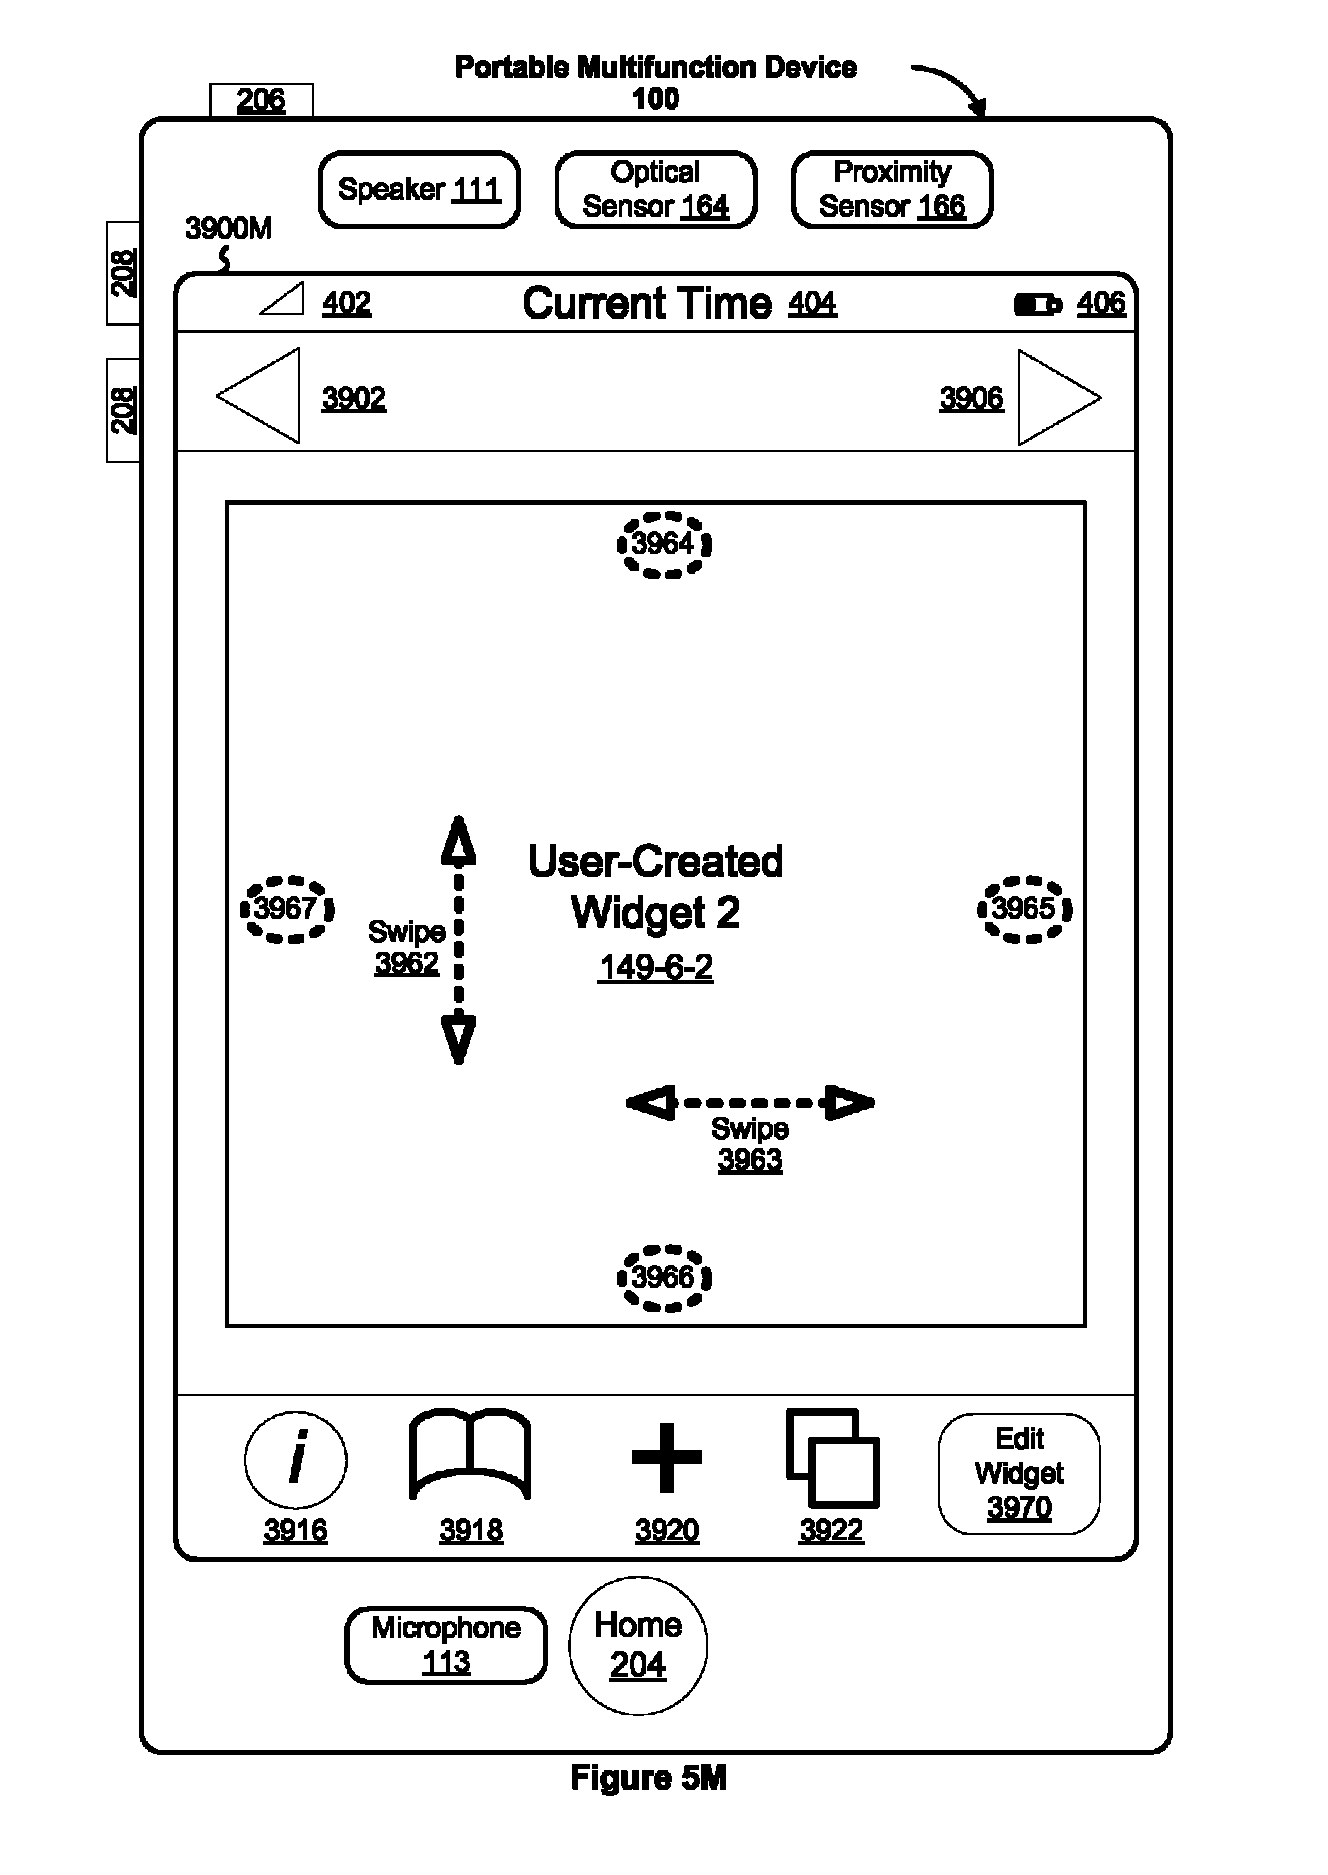 Portable Multifunction Device
100
206
Speaker 111
Optical
Sensor 164
Proximity
Sensor 166
3900M
208
208
402
Current Time 404
406
3902
3906
3964
3967
3965
Swipe
3962
User-Created
Widget 2
149-6-2
Swipe
3963
3966
i
3916
3918
3920
3922
Edit
Widget
3970
Microphone
113
Home
204
Figure 5M